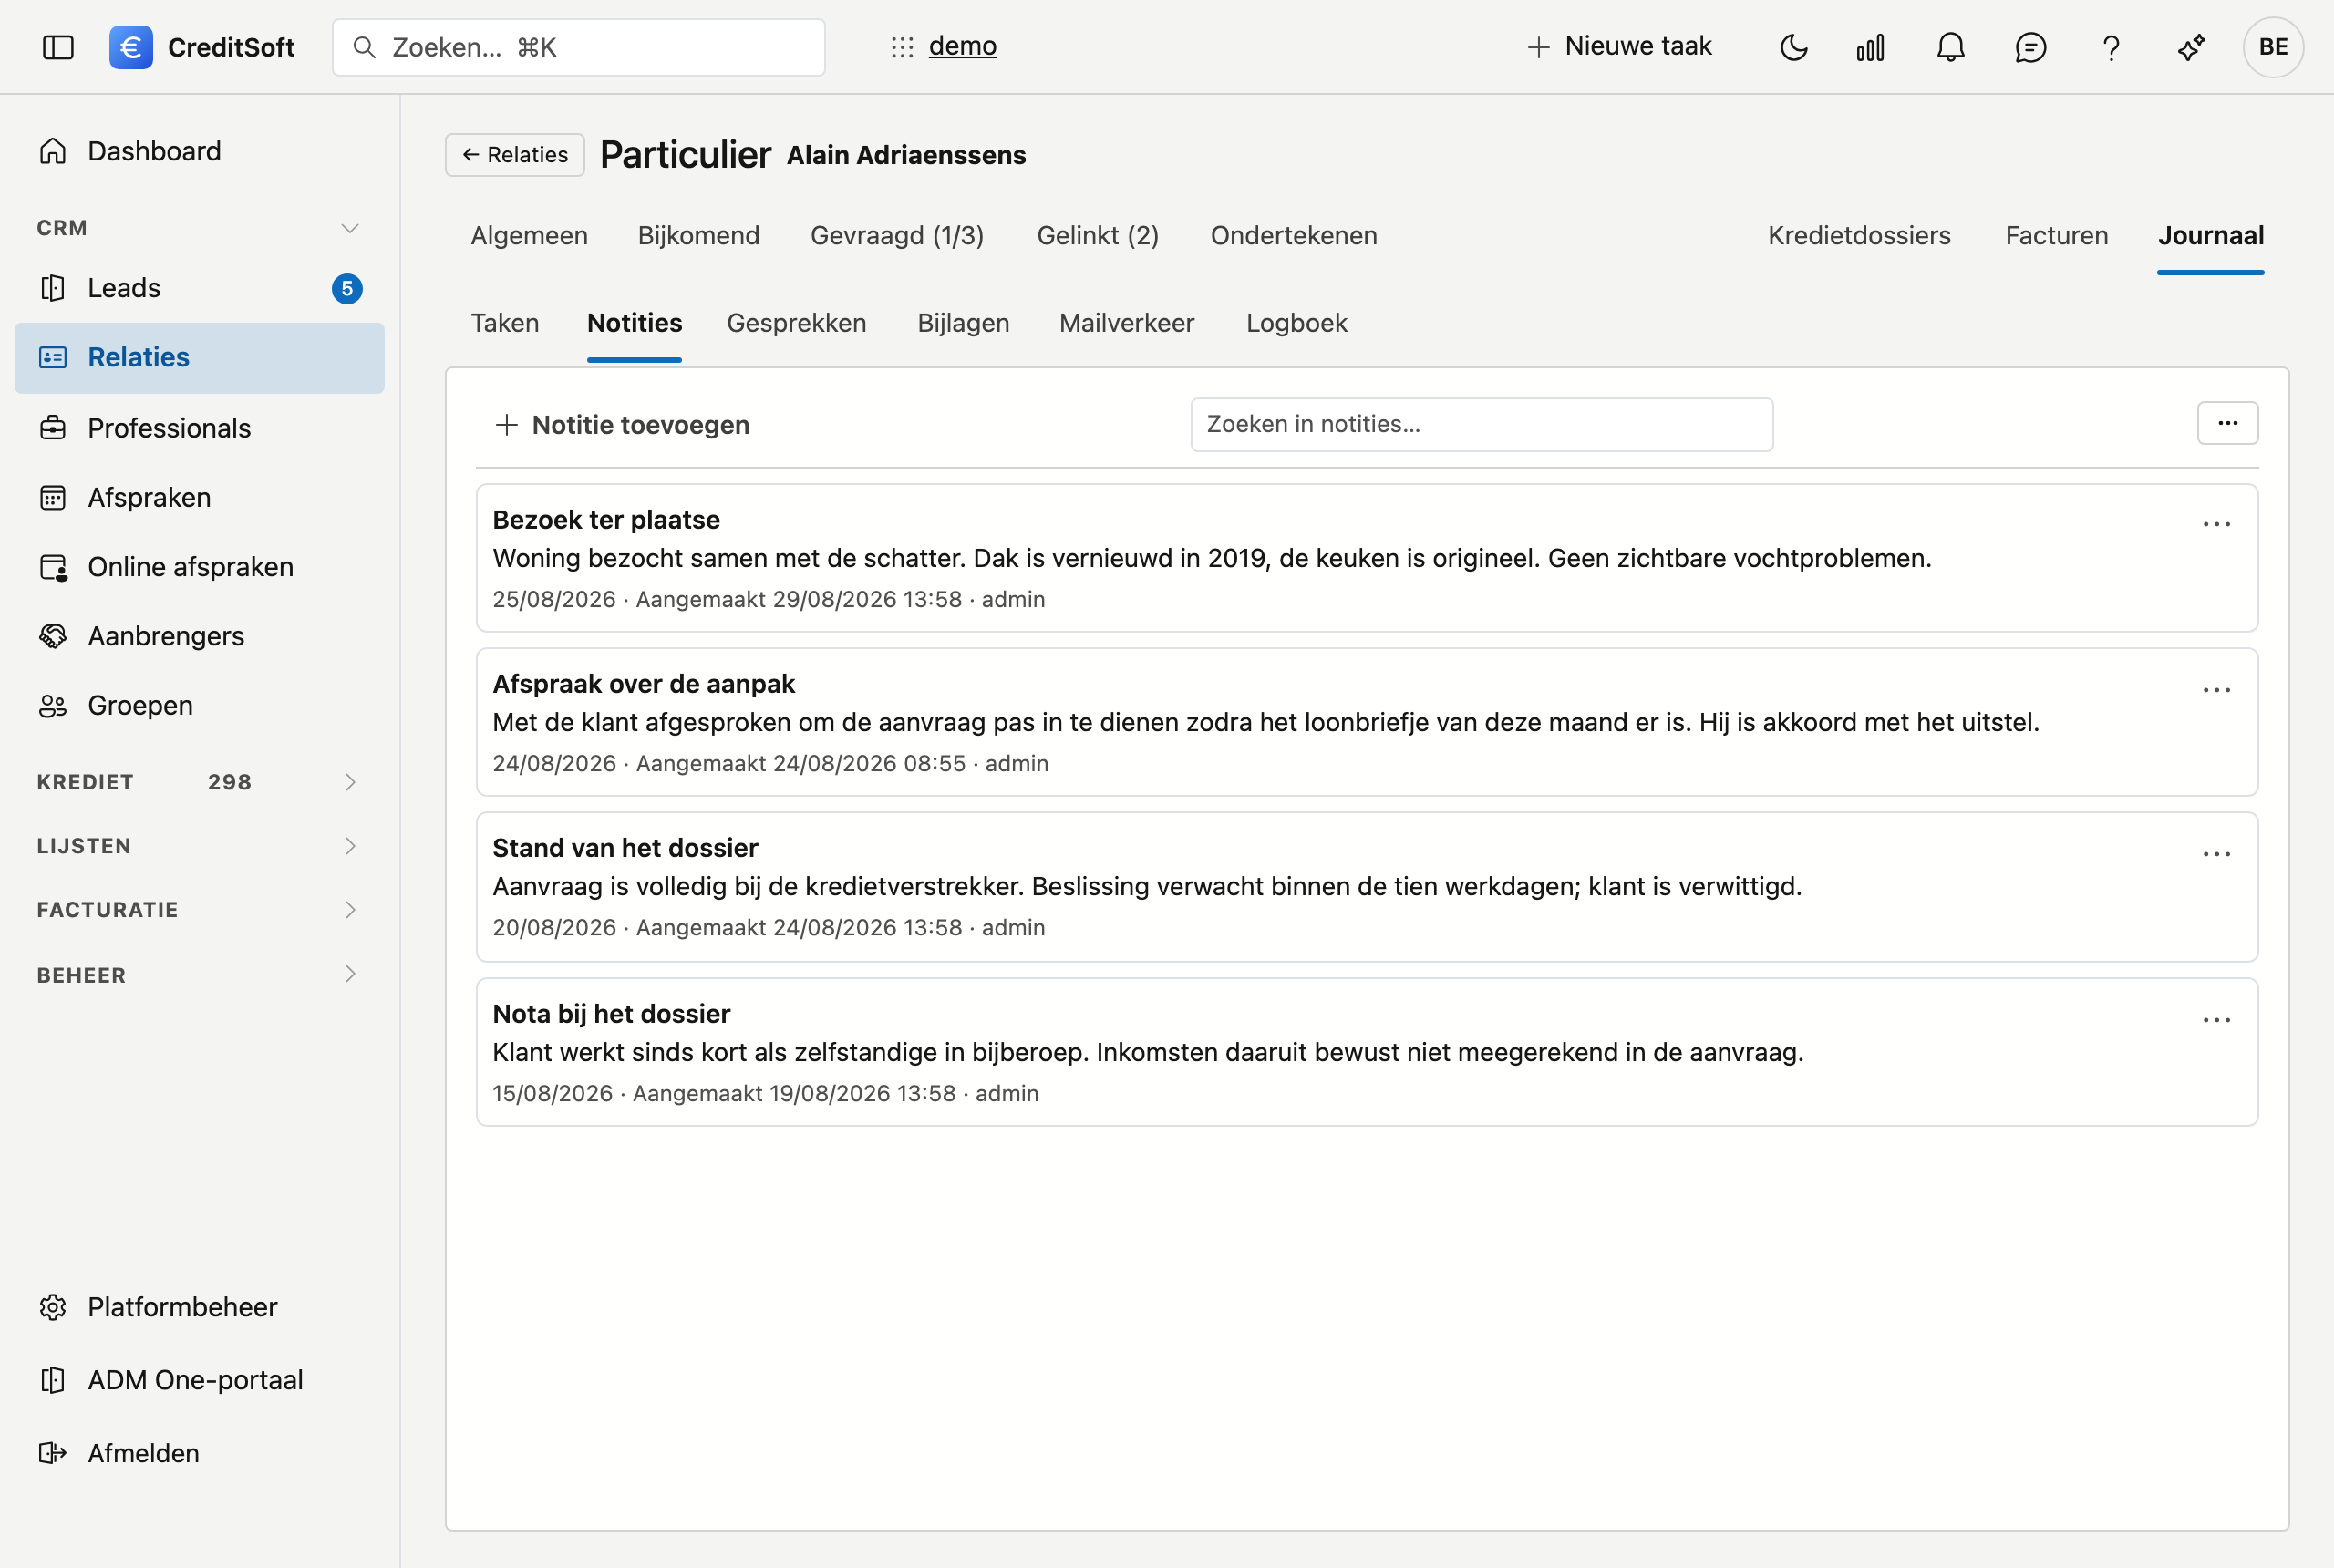 CreditSoft
Zoeken... ⌘K
demo
Nieuwe taak
BE
Dashboard
CRM
Leads 5
Relaties
Professionals
Afspraken
Online afspraken
Aanbrengers
Groepen
KREDIET 298
LIJSTEN
FACTURATIE
BEHEER
Platformbeheer
ADM One-portaal
Afmelden
← Relaties Particulier Alain Adriaenssens
Algemeen Bijkomend Gevraagd (1/3) Gelinkt (2) Ondertekenen Kredietdossiers Facturen Journaal
Taken Notities Gesprekken Bijlagen Mailverkeer Logboek
Notitie toevoegen Zoeken in notities...
Bezoek ter plaatse
Woning bezocht samen met de schatter. Dak is vernieuwd in 2019, de keuken is origineel. Geen zichtbare vochtproblemen.
25/08/2026 · Aangemaakt 29/08/2026 13:58 · admin
Afspraak over de aanpak
Met de klant afgesproken om de aanvraag pas in te dienen zodra het loonbriefje van deze maand er is. Hij is akkoord met het uitstel.
24/08/2026 · Aangemaakt 24/08/2026 08:55 · admin
Stand van het dossier
Aanvraag is volledig bij de kredietverstrekker. Beslissing verwacht binnen de tien werkdagen; klant is verwittigd.
20/08/2026 · Aangemaakt 24/08/2026 13:58 · admin
Nota bij het dossier
Klant werkt sinds kort als zelfstandige in bijberoep. Inkomsten daaruit bewust niet meegerekend in de aanvraag.
15/08/2026 · Aangemaakt 19/08/2026 13:58 · admin